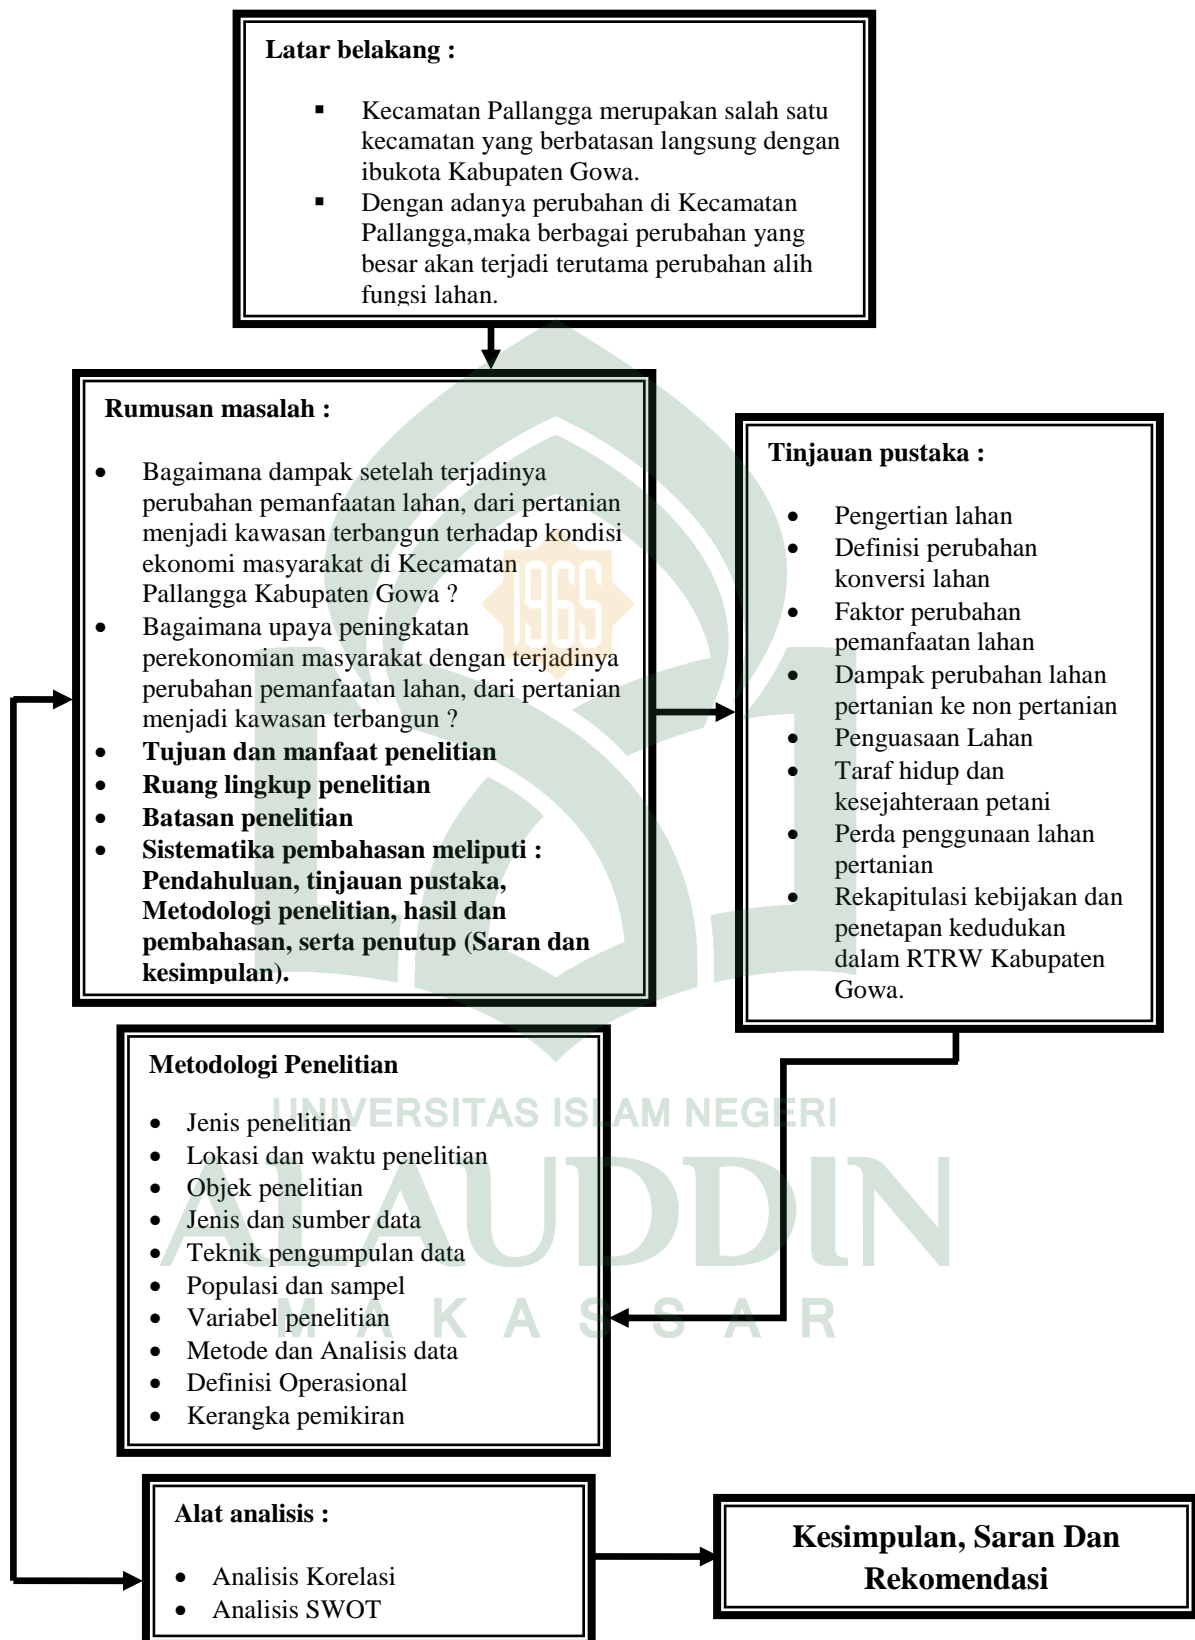 Latar belakang :
▪ Kecamatan Pallangga merupakan salah satu
kecamatan yang berbatasan langsung dengan
ibukota Kabupaten Gowa.
▪ Dengan adanya perubahan di Kecamatan
Pallangga,maka berbagai perubahan yang
besar akan terjadi terutama perubahan alih
fungsi lahan.
Rumusan masalah :
• Bagaimana dampak setelah terjadinya
perubahan pemanfaatan lahan, dari pertanian
menjadi kawasan terbangun terhadap kondisi
ekonomi masyarakat di Kecamatan
Pallangga Kabupaten Gowa ?
• Bagaimana upaya peningkatan
perekonomian masyarakat dengan terjadinya
perubahan pemanfaatan lahan, dari pertanian
menjadi kawasan terbangun ?
• Tujuan dan manfaat penelitian
• Ruang lingkup penelitian
• Batasan penelitian
• Sistematika pembahasan meliputi :
Pendahuluan, tinjauan pustaka,
Metodologi penelitian, hasil dan
pembahasan, serta penutup (Saran dan
kesimpulan).
Tinjauan pustaka :
• Pengertian lahan
• Definisi perubahan
konversi lahan
• Faktor perubahan
pemanfaatan lahan
• Dampak perubahan lahan
pertanian ke non pertanian
• Penguasaan Lahan
• Taraf hidup dan
kesejahteraan petani
• Perda penggunaan lahan
pertanian
• Rekapitulasi kebijakan dan
penetapan kedudukan
dalam RTRW Kabupaten
Gowa.
Metodologi Penelitian
• Jenis penelitian
• Lokasi dan waktu penelitian
• Objek penelitian
• Jenis dan sumber data
• Teknik pengumpulan data
• Populasi dan sampel
• Variabel penelitian
• Metode dan Analisis data
• Definisi Operasional
• Kerangka pemikiran
Alat analisis :
• Analisis Korelasi
• Analisis SWOT
Kesimpulan, Saran Dan
Rekomendasi
1965
UNIVERSITAS ISLAM NEGERI
ALAUDDIN
MAKASSAR